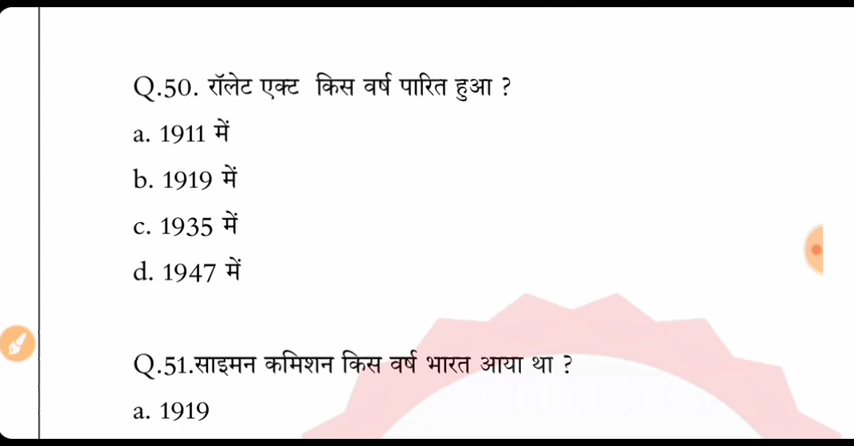 Q.50. रॉलेट एक्ट किस वर्ष पारित हुआ ?
a. 1911 में
b. 1919 में
c. 1935 में
d. 1947 में
Q.51.साइमन कमिशन किस वर्ष भारत आया था ?
a. 1919